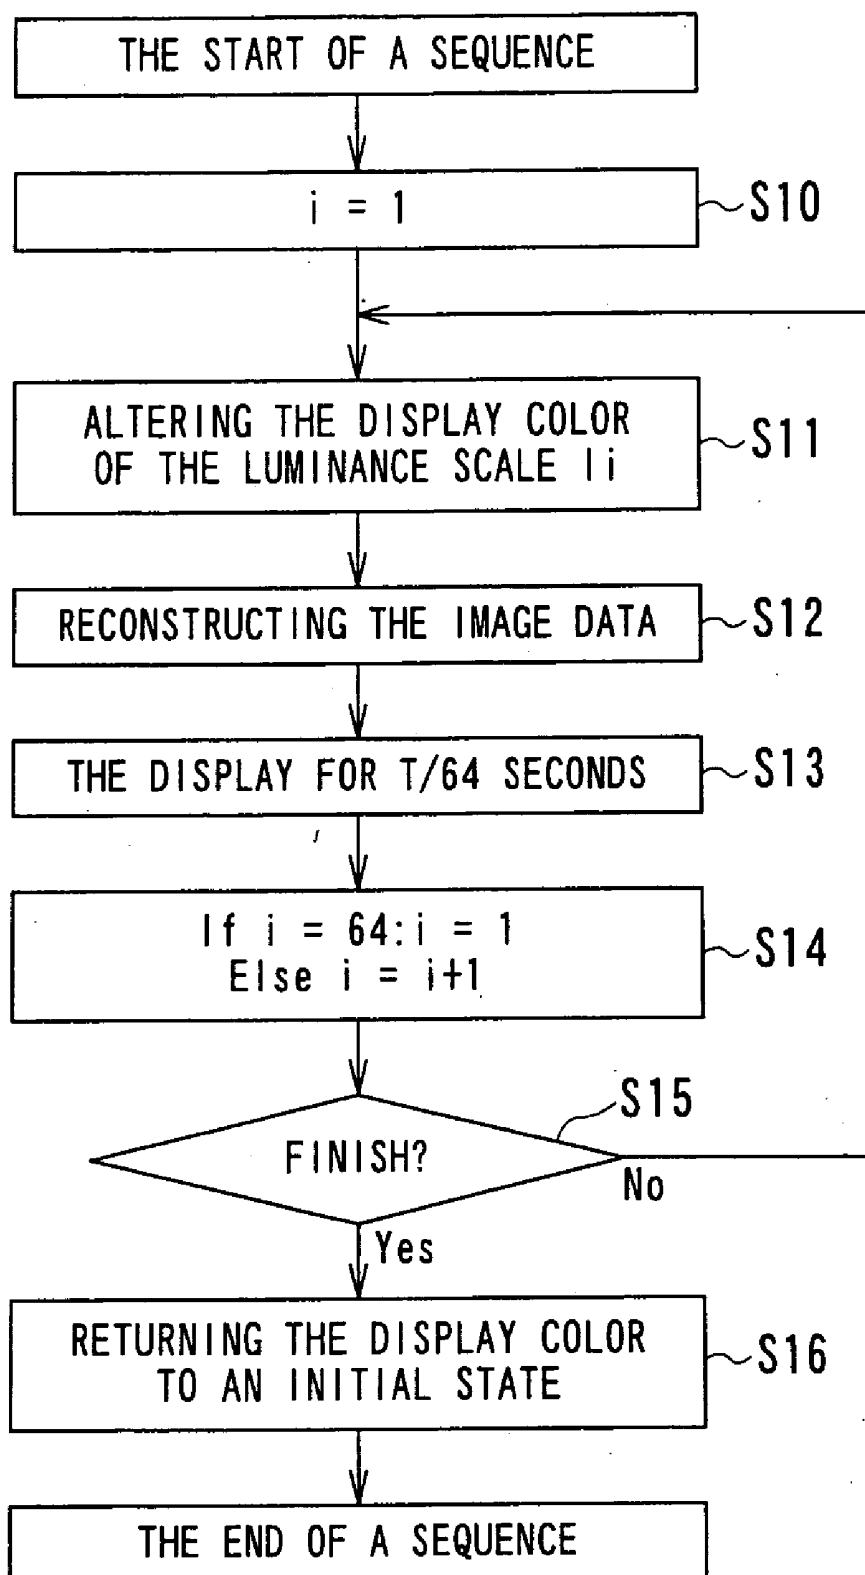 THE START OF A SEQUENCE
i = 1
S10
ALTERING THE DISPLAY COLOR
OF THE LUMINANCE SCALE Ii
S11
RECONSTRUCTING THE IMAGE DATA
S12
THE DISPLAY FOR T/64 SECONDS
S13
If i = 64:i = 1
Else i = i+1
S14
S15
FINISH?
No
Yes
RETURNING THE DISPLAY COLOR
TO AN INITIAL STATE
S16
THE END OF A SEQUENCE